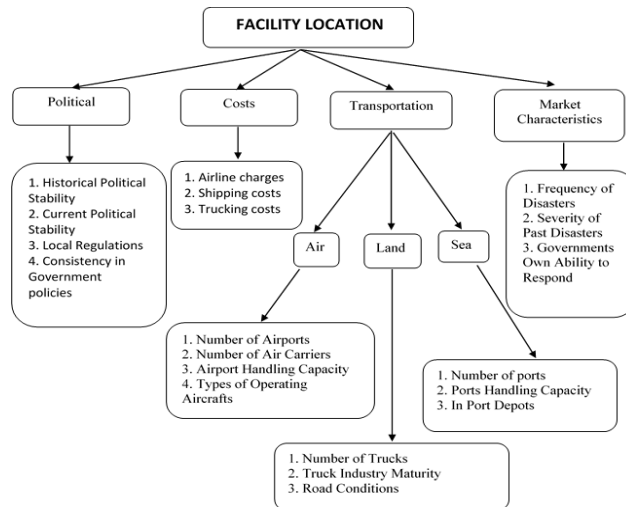 FACILITY LOCATION
Political
Costs
Transportation
Market
Characteristics
1. Historical Political
Stability
2. Current Political
Stability
3. Local Regulations
4. Consistency in
Government
policies
1. Airline charges
2. Shipping costs
3. Trucking costs
1. Frequency of
Disasters
2. Severity of
Past Disasters
3. Governments
Own Ability to
Respond
Air
Land
Sea
1. Number of Airports
2. Number of Air Carriers
3. Airport Handling Capacity
4. Types of Operating
Aircrafts
1. Number of ports
2. Ports Handling Capacity
3. In Port Depots
1. Number of Trucks
2. Truck Industry Maturity
3. Road Conditions